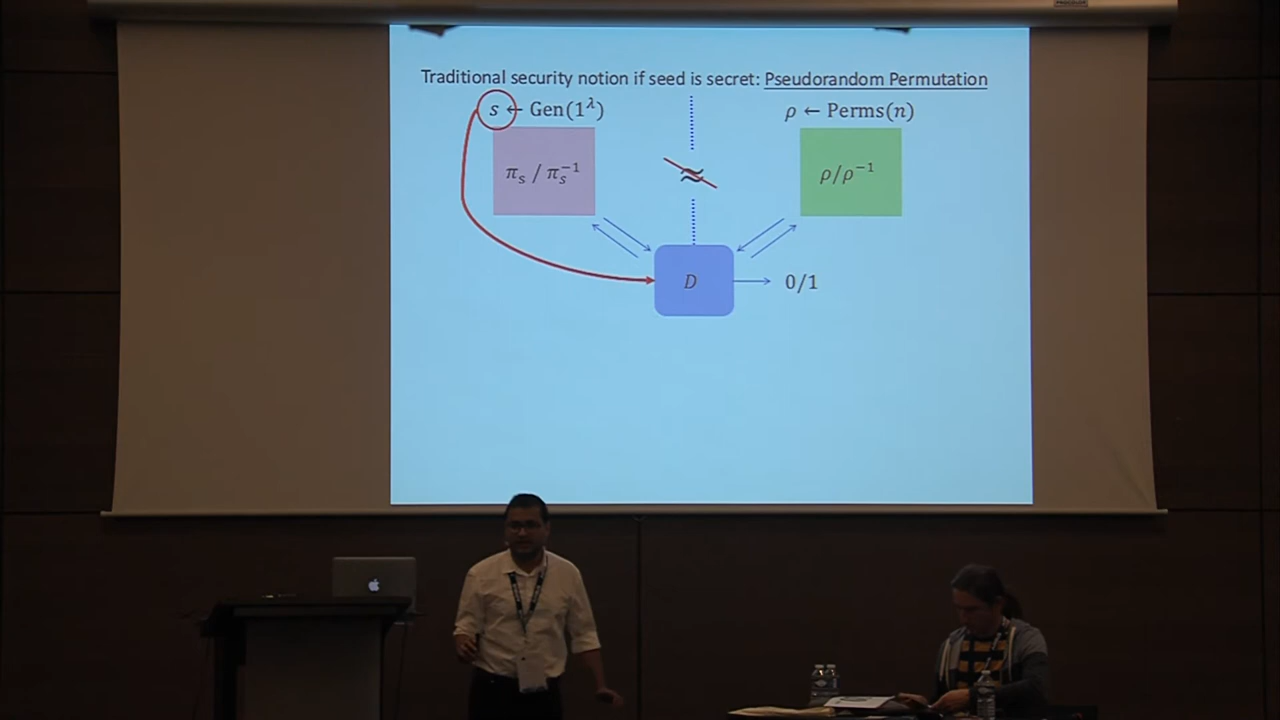 Traditional security notion if seed is secret: Pseudorandom Permutation
s ← Gen(1^λ)
ρ ← Perms(n)
π_s / π_s^{-1}
≈
ρ/ρ^{-1}
D
0/1